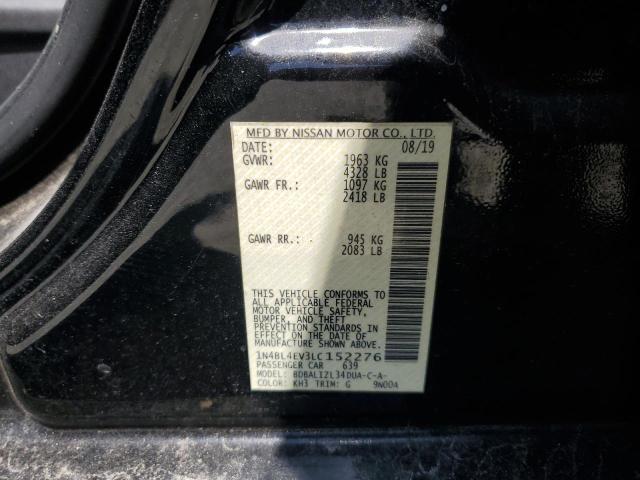 MFD BY NISSAN MOTOR CO., LTD.
DATE: 08/19
GVWR: 1963 KG
4328 LB
GAWR FR.: 1097 KG
2418 LB
GAWR RR.: 945 KG
2083 LB
THIS VEHICLE CONFORMS TO
ALL APPLICABLE FEDERAL
MOTOR VEHICLE SAFETY,
BUMPER, AND THEFT
PREVENTION STANDARDS
IN EFFECT ON THE DATE OF
MANUFACTURE SHOWN ABOVE.
1N4BL4EV3LC152276
PASSENGER CAR 639
MODEL: BDBALIZL34DUA-C-A-
COLOR: KH3 TRIM: G 9N00A